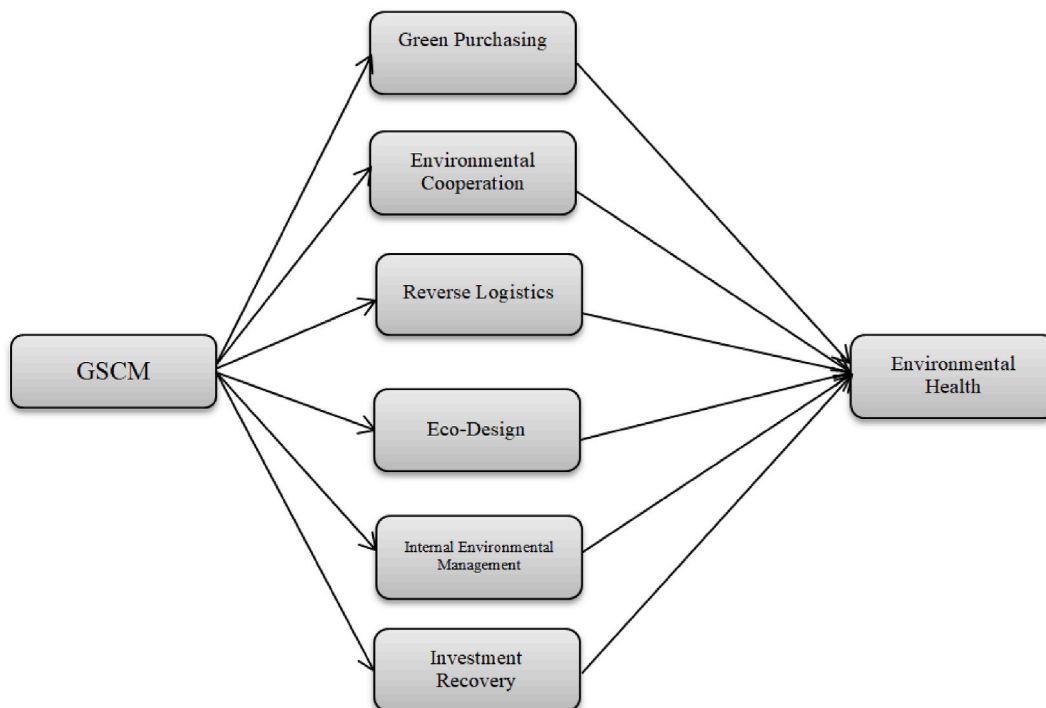 Green Purchasing
Environmental
Cooperation
Reverse Logistics
GSCM
Environmental
Health
Eco-Design
Internal Environmental
Management
Investment
Recovery